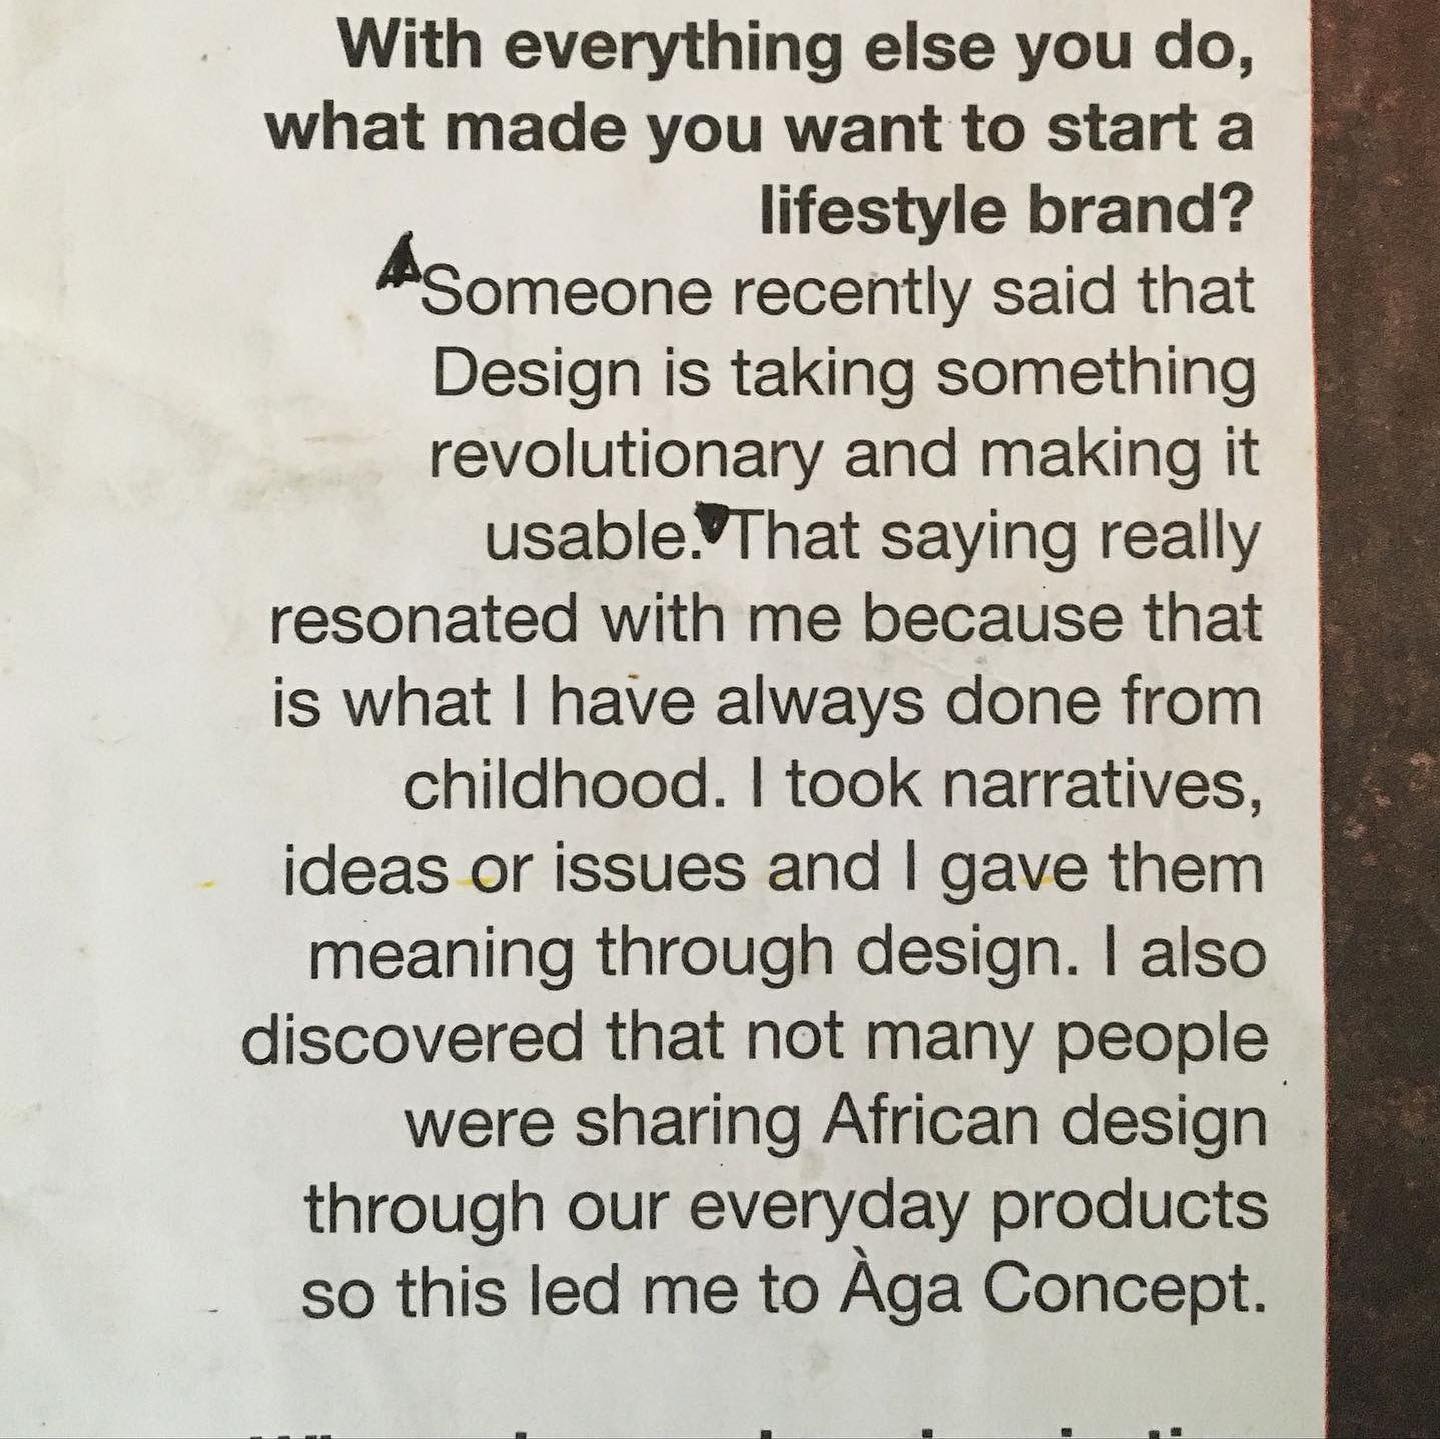 With everything else you do,
what made you want to start a
lifestyle brand?
Someone recently said that
Design is taking something
revolutionary and making it
usable. That saying really
resonated with me because that
is what I have always done from
childhood. I took narratives,
ideas or issues and I gave them
meaning through design. I also
discovered that not many people
were sharing African design
through our everyday products
so this led me to Àga Concept.